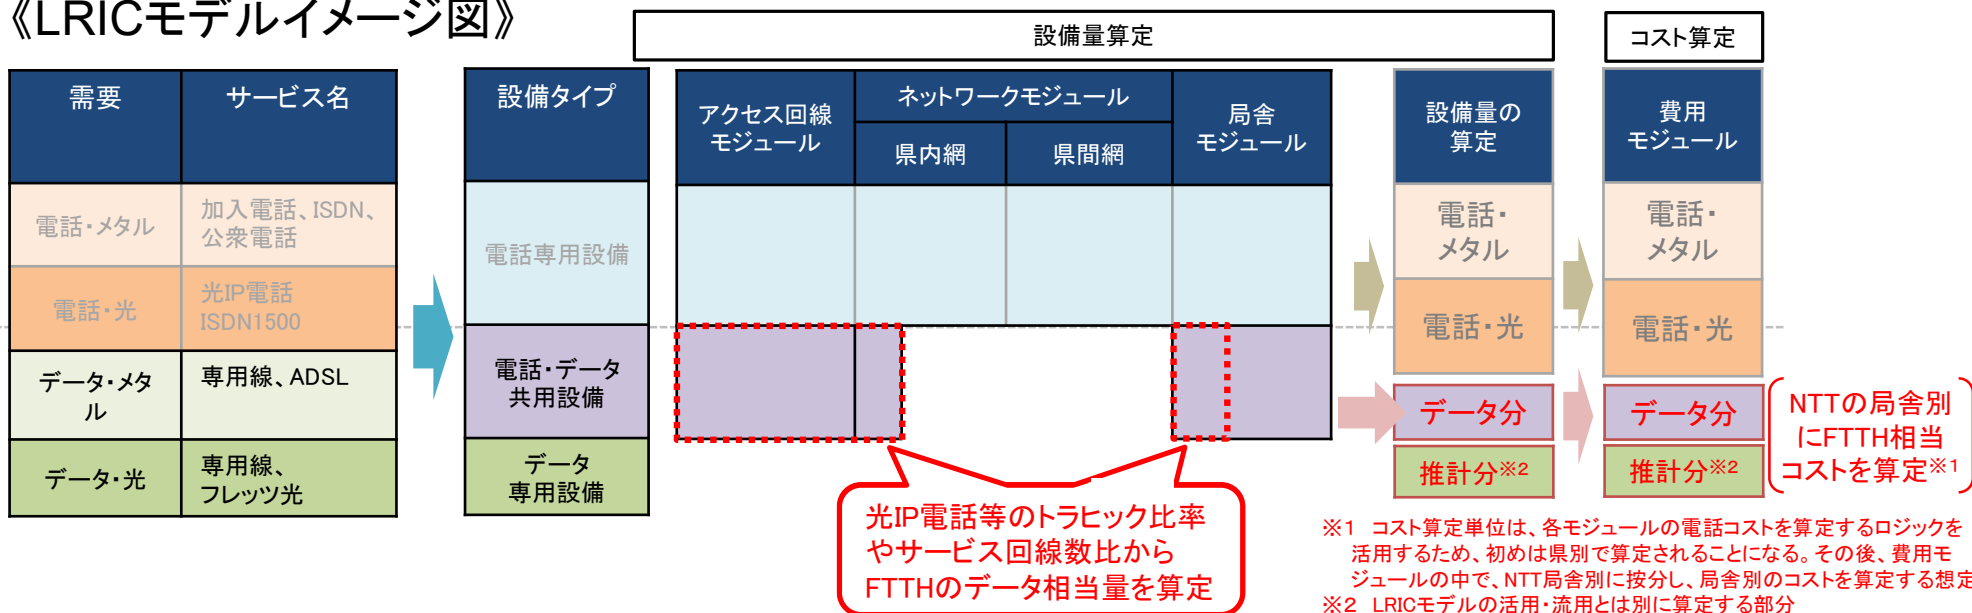 《LRICモデルイメージ図》
設備量算定
コスト算定
需要
サービス名
設備タイプ
アクセス回線
モジュール
ネットワークモジュール
県内網
県間網
局舎
モジュール
設備量の
算定
費用
モジュール
電話・メタル
加入電話、ISDN、
公衆電話
電話・光
光IP電話
ISDN1500
データ・メタ
ル
専用線、ADSL
データ・光
専用線、
フレッツ光
電話専用設備
電話・データ
共用設備
データ
専用設備
電話・
メタル
電話・光
データ分
推計分※2
電話・
メタル
電話・光
データ分
推計分※2
NTTの局舎別
にFTTH相当
コストを算定※1
光IP電話等のトラヒック比率
やサービス回線数比から
FTTHのデータ相当量を算定
※1 コスト算定単位は、各モジュールの電話コストを算定するロジックを
活用するため、初めは県別で算定されることになる。その後、費用モ
ジュールの中で、NTT局舎別に按分し、局舎別のコストを算定する想定
※2 LRICモデルの活用・流用とは別に算定する部分